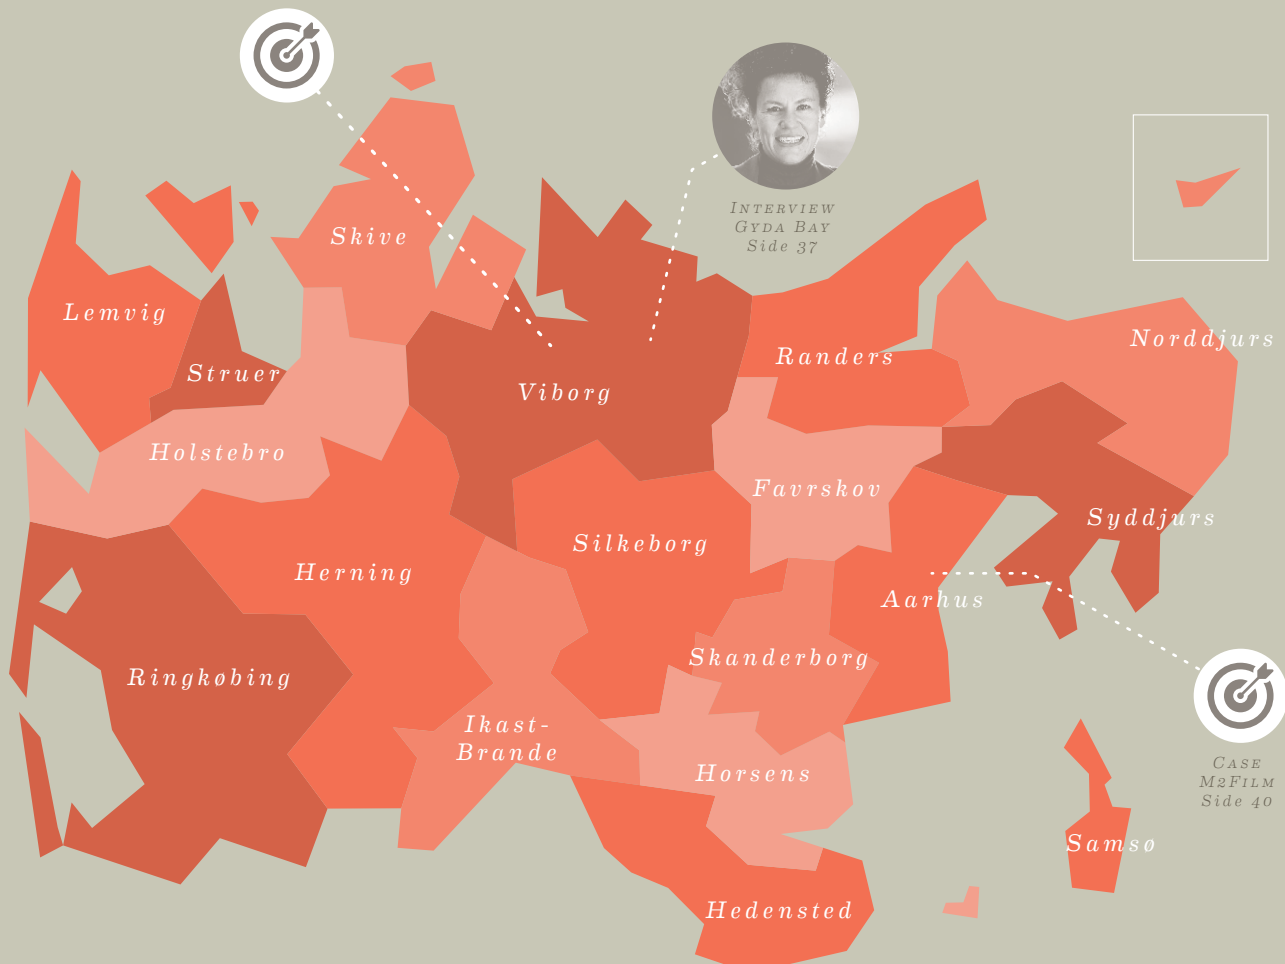 Interview
Gyda Bay
Side 37
Skive
Lemvig
Norddjurs
Randers
Struer
Viborg
Holstebro
Favrskov
Syddjurs
Silkeborg
Herning
Aarhus
Skanderborg
Ringkøbing
Ikast-
Brande
Horsens
Case
M2Film
Side 40
Samsø
Hedensted